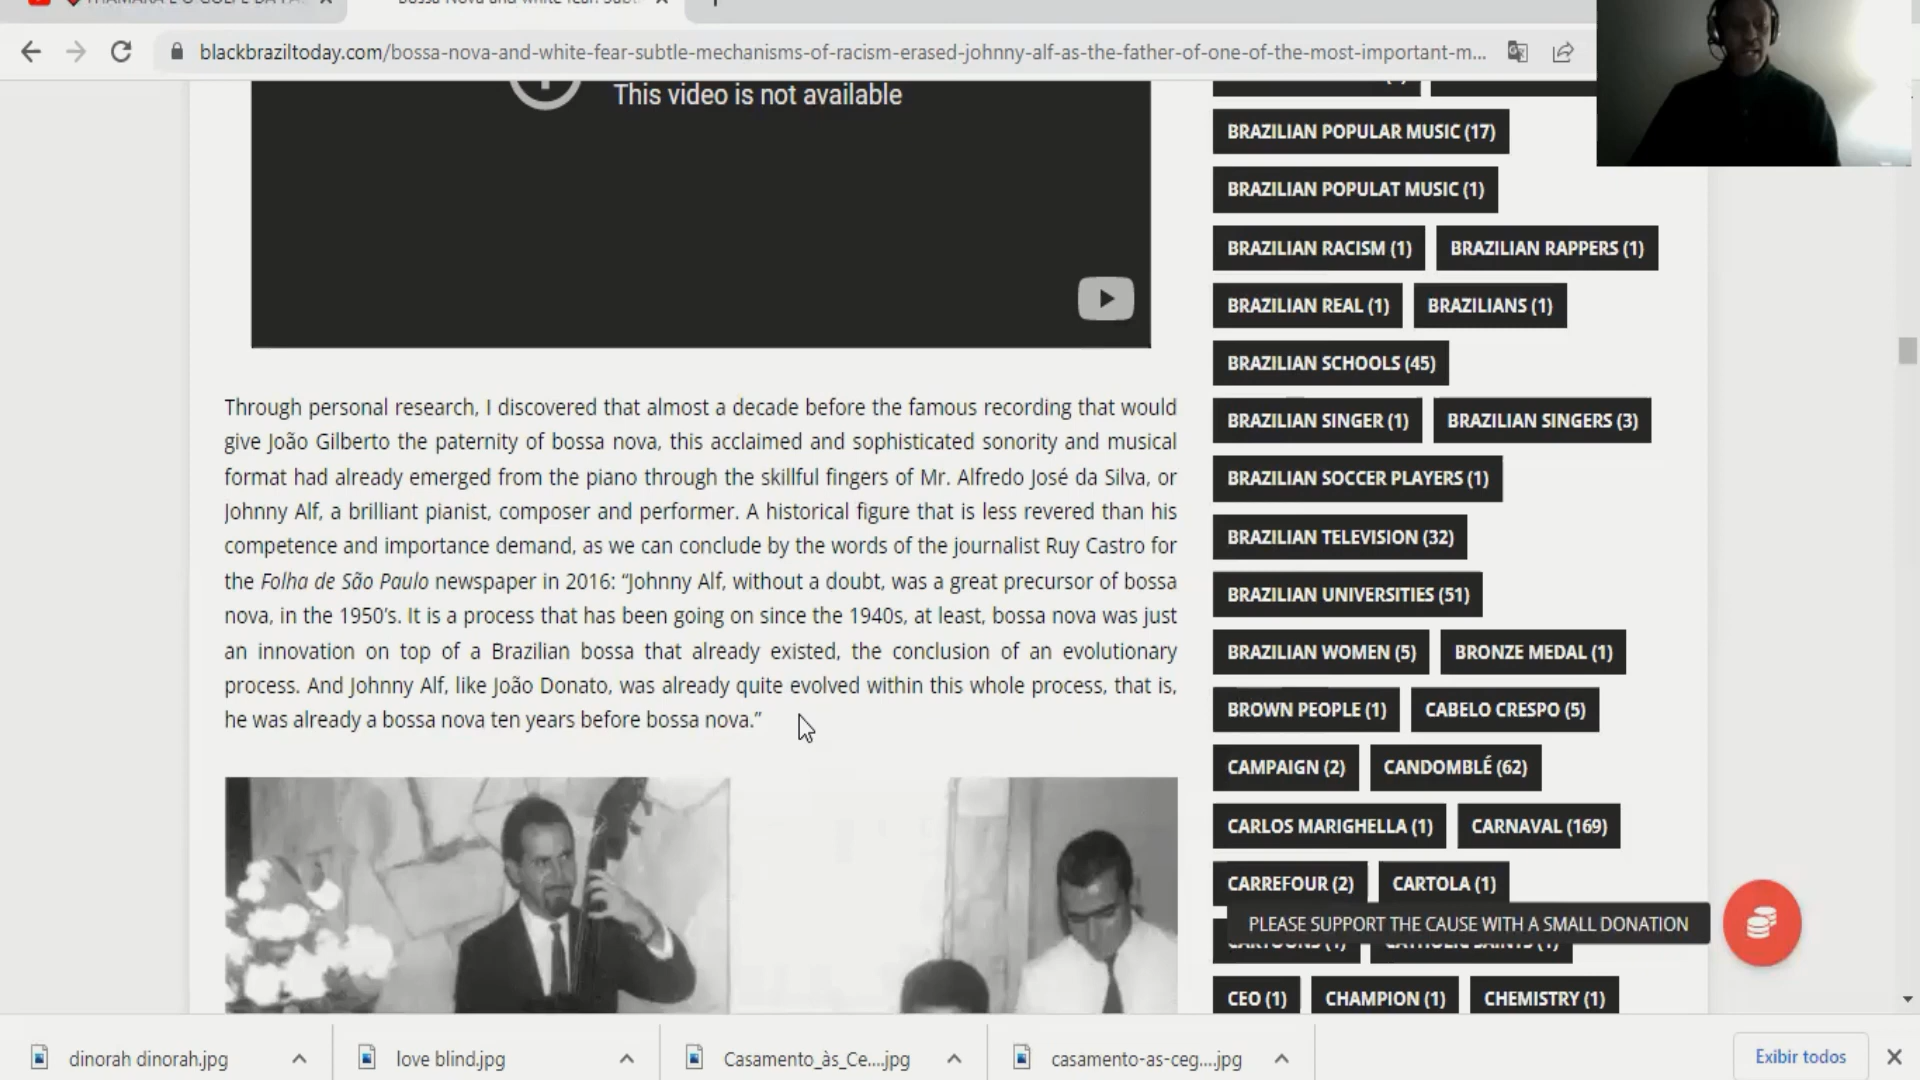 blackbraziltoday.com/bossa-nova-and-white-fear-subtle-mechanisms-of-racism-erased-johnny-alf-as-the-father-of-one-of-the-most-important-m...
This video is not available
Through personal research, I discovered that almost a decade before the famous recording that would
give João Gilberto the paternity of bossa nova, this acclaimed and sophisticated sonority and musical
format had already emerged from the piano through the skillful fingers of Mr. Alfredo José da Silva, or
Johnny Alf, a brilliant pianist, composer and performer. A historical figure that is less revered than his
competence and importance demand, as we can conclude by the words of the journalist Ruy Castro for
the Folha de São Paulo newspaper in 2016: “Johnny Alf, without a doubt, was a great precursor of bossa
nova, in the 1950’s. It is a process that has been going on since the 1940s, at least, bossa nova was just
an innovation on top of a Brazilian bossa that already existed, the conclusion of an evolutionary
process. And Johnny Alf, like João Donato, was already quite evolved within this whole process, that is,
he was already a bossa nova ten years before bossa nova.”
BRAZILIAN POPULAR MUSIC (17)
BRAZILIAN POPULAT MUSIC (1)
BRAZILIAN RACISM (1) BRAZILIAN RAPPERS (1)
BRAZILIAN REAL (1) BRAZILIANS (1)
BRAZILIAN SCHOOLS (45)
BRAZILIAN SINGER (1) BRAZILIAN SINGERS (3)
BRAZILIAN SOCCER PLAYERS (1)
BRAZILIAN TELEVISION (32)
BRAZILIAN UNIVERSITIES (51)
BRAZILIAN WOMEN (5) BRONZE MEDAL (1)
BROWN PEOPLE (1) CABELO CRESPO (5)
CAMPAIGN (2) CANDOMBLÉ (62)
CARLOS MARIGHELLA (1) CARNAVAL (169)
CARREFOUR (2) CARTOLA (1)
PLEASE SUPPORT THE CAUSE WITH A SMALL DONATION
CARTOONS (1) CATHOLIC SAINTS (1)
CEO (1) CHAMPION (1) CHEMISTRY (1)
dinorah dinorah.jpg love blind.jpg Casamento_às_Ce....jpg casamento-as-ceg....jpg Exibir todos